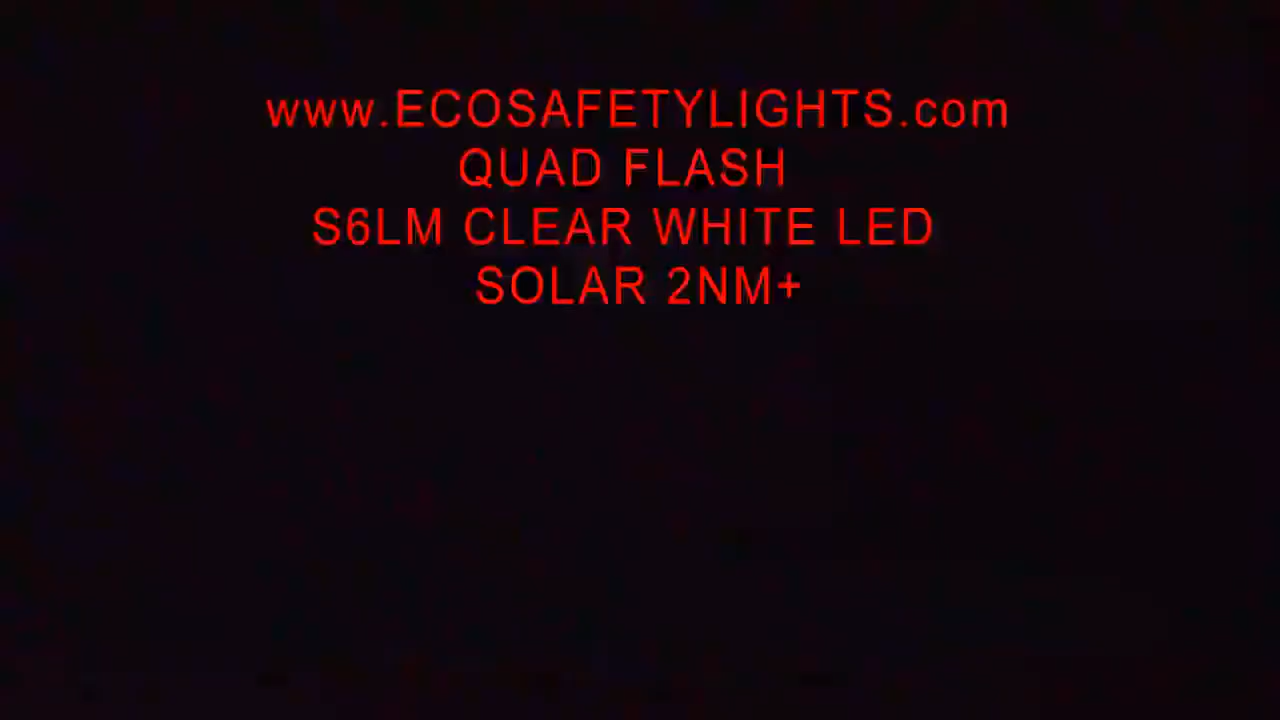 www.ECOSAFETYLIGHTS.com
QUAD FLASH
S6LM CLEAR WHITE LED
SOLAR 2NM+